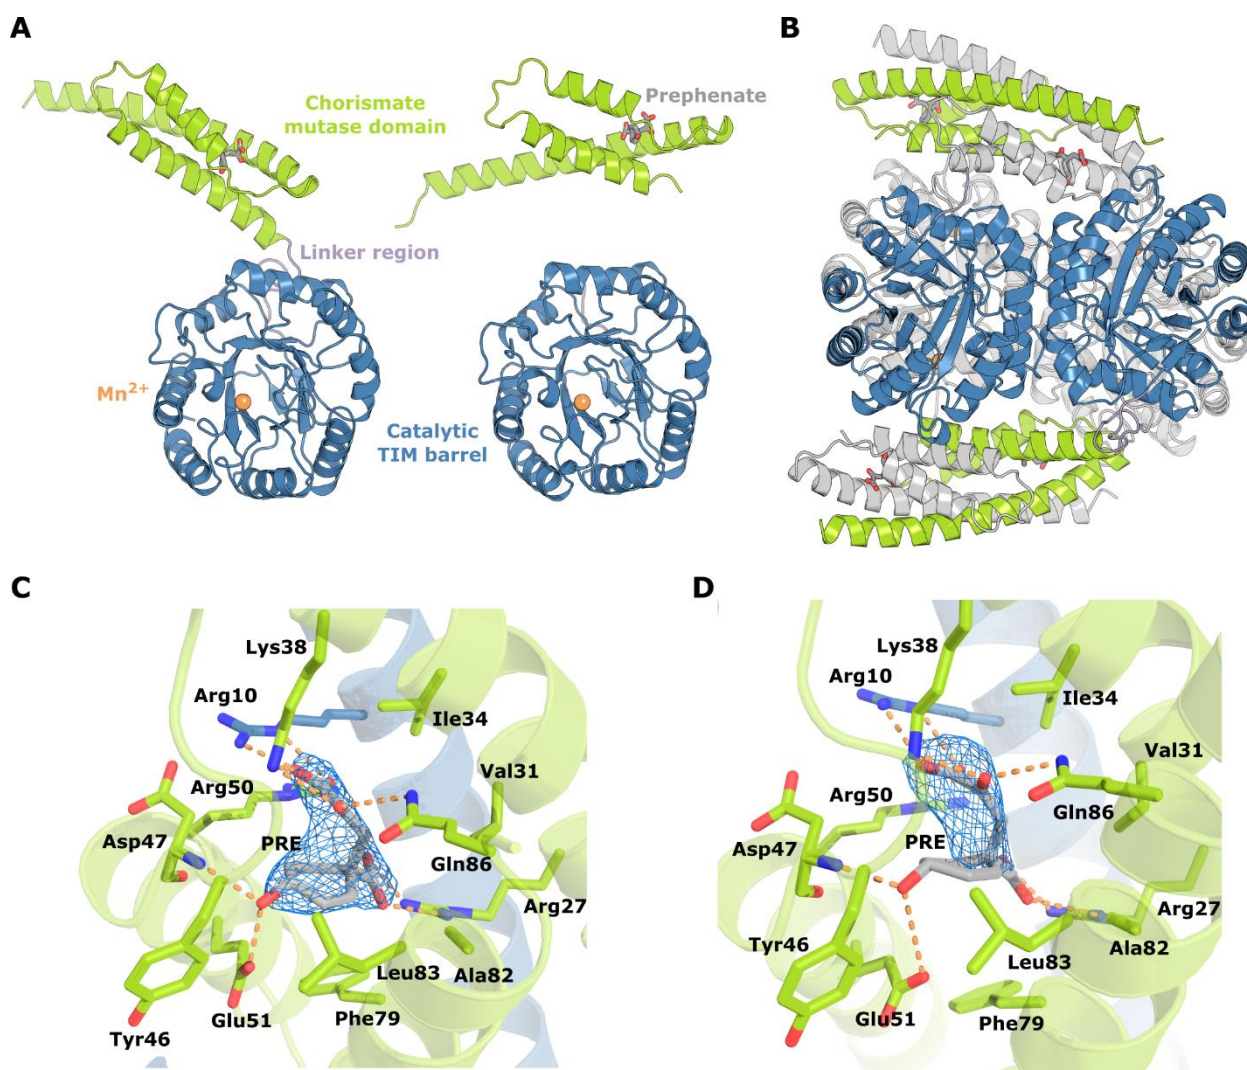 A
B
Chorismate
mutase domain
Prephenate
Linker region
Mn²⁺
Catalytic
TIM barrel
C
Lys38
Arg10
Ile34
Val31
Arg50
Asp47
PRE
Gln86
Arg27
Leu83
Ala82
Glu51
Phe79
Tyr46
D
Lys38
Arg10
Ile34
Val31
Arg50
Gln86
Asp47
PRE
Arg27
Tyr46
Leu83
Ala82
Glu51
Phe79